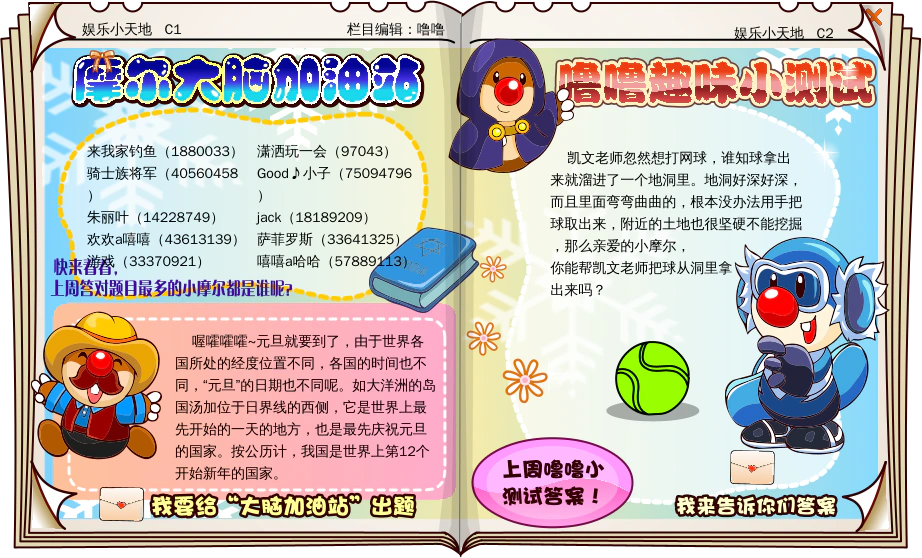 娱乐小天地 C1
栏目编辑：噜噜
摩尔大脑加油站
来我家钓鱼（1880033） 潇洒玩一会（97043）
骑士族将军（40560458 Good♪小子（75094796
） ）
朱丽叶（14228749） jack（18189209）
欢欢a嘻嘻（43613139） 萨菲罗斯（33641325）
游戏（33370921） 嘻嘻a哈哈（57889113）
快来看看，
上周答对题目最多的小摩尔都是谁呢？
喔嚯嚯嚯~元旦就要到了，由于世界各
国所处的经度位置不同，各国的时间也不
同，“元旦”的日期也不同呢。如大洋洲的岛
国汤加位于日界线的西侧，它是世界上最
先开始的一天的地方，也是最先庆祝元旦
的国家。按公历计，我国是世界上第12个
开始新年的国家。
我要给“大脑加油站”出题
娱乐小天地 C2
噜噜趣味小测试
凯文老师忽然想打网球，谁知球拿出
来就溜进了一个地洞里。地洞好深好深，
而且里面弯弯曲曲的，根本没办法用手把
球取出来，附近的土地也很坚硬不能挖掘
，那么亲爱的小摩尔，
你能帮凯文老师把球从洞里拿
出来吗？
上周噜噜小
测试答案！
我来告诉你们答案